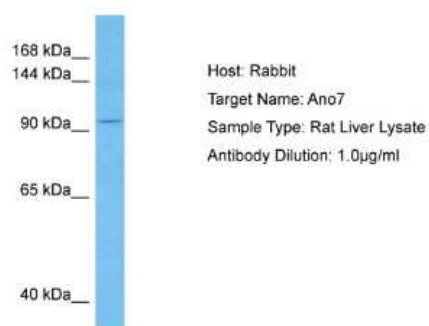 168 kDa__
144 kDa__
90 kDa__
65 kDa__
40 kDa__
Host: Rabbit
Target Name: Ano7
Sample Type: Rat Liver Lysate
Antibody Dilution: 1.0µg/ml